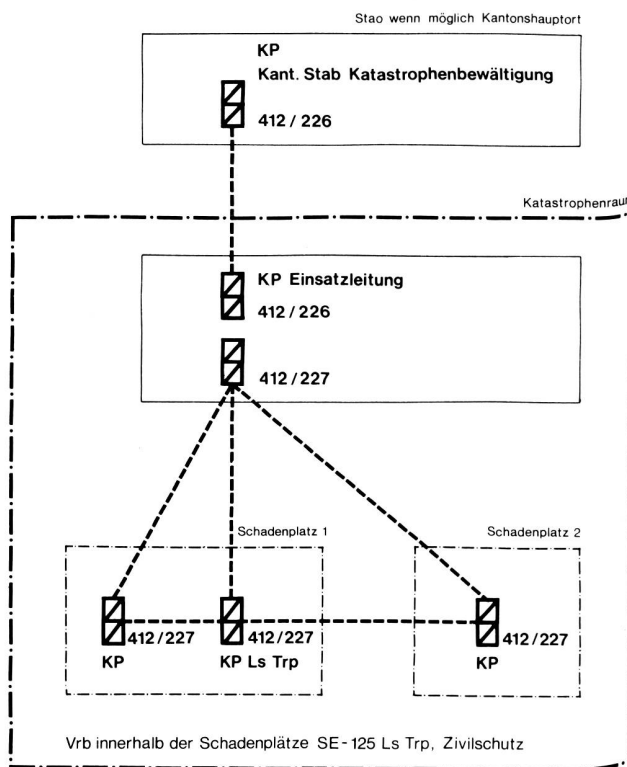 Stao wenn möglich Kantonshauptort
KP
Kant. Stab Katastrophenbewältigung
412 / 226
Katastrophenraum
KP Einsatzleitung
412 / 226
412 / 227
Schadenplatz 1
Schadenplatz 2
412/227
412/227
412/227
KP
KP Ls Trp
KP
Vrb innerhalb der Schadenplätze SE-125 Ls Trp, Zivilschutz